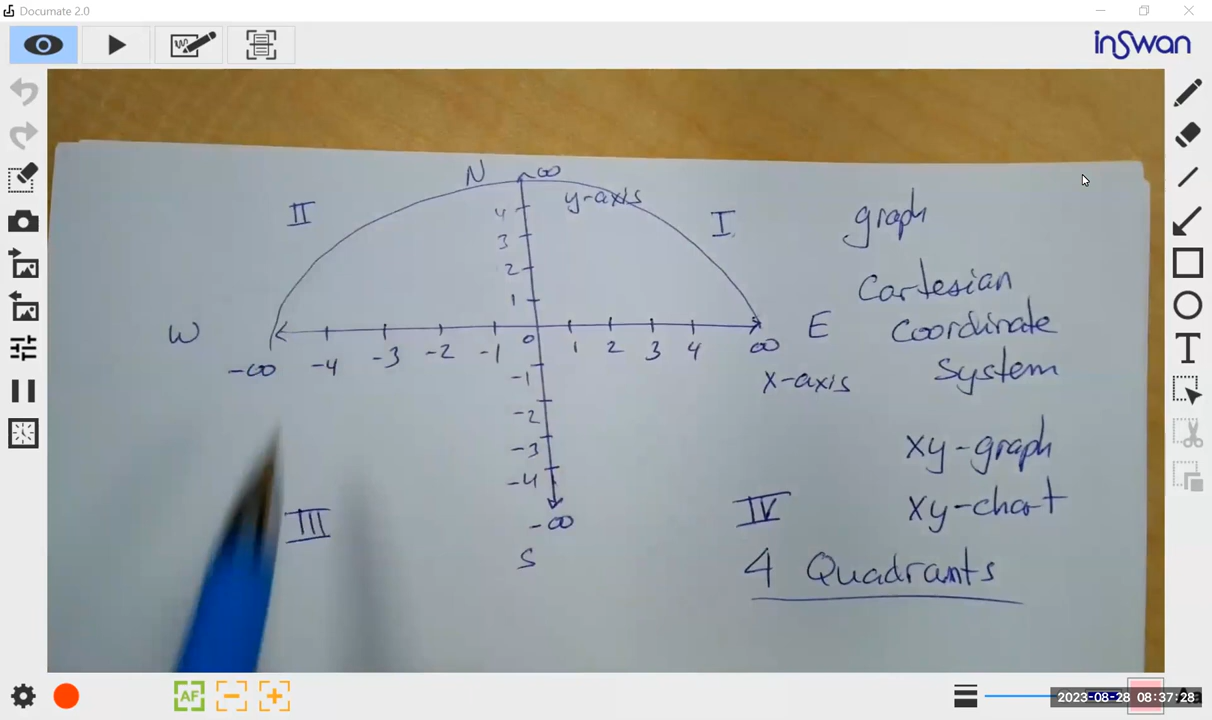 Documate 2.0
inSwan
N ∞
y-axis
II
I
graph
4
3
2
1
Cartesian
Coordinate
System
W
E
-∞ -4 -3 -2 -1 0 1 2 3 4 ∞
x-axis
-1
-2
-3
-4
-∞
S
xy-graph
xy-chart
III
IV
4 Quadrants
T
AF
2023-08-28 08:37:28